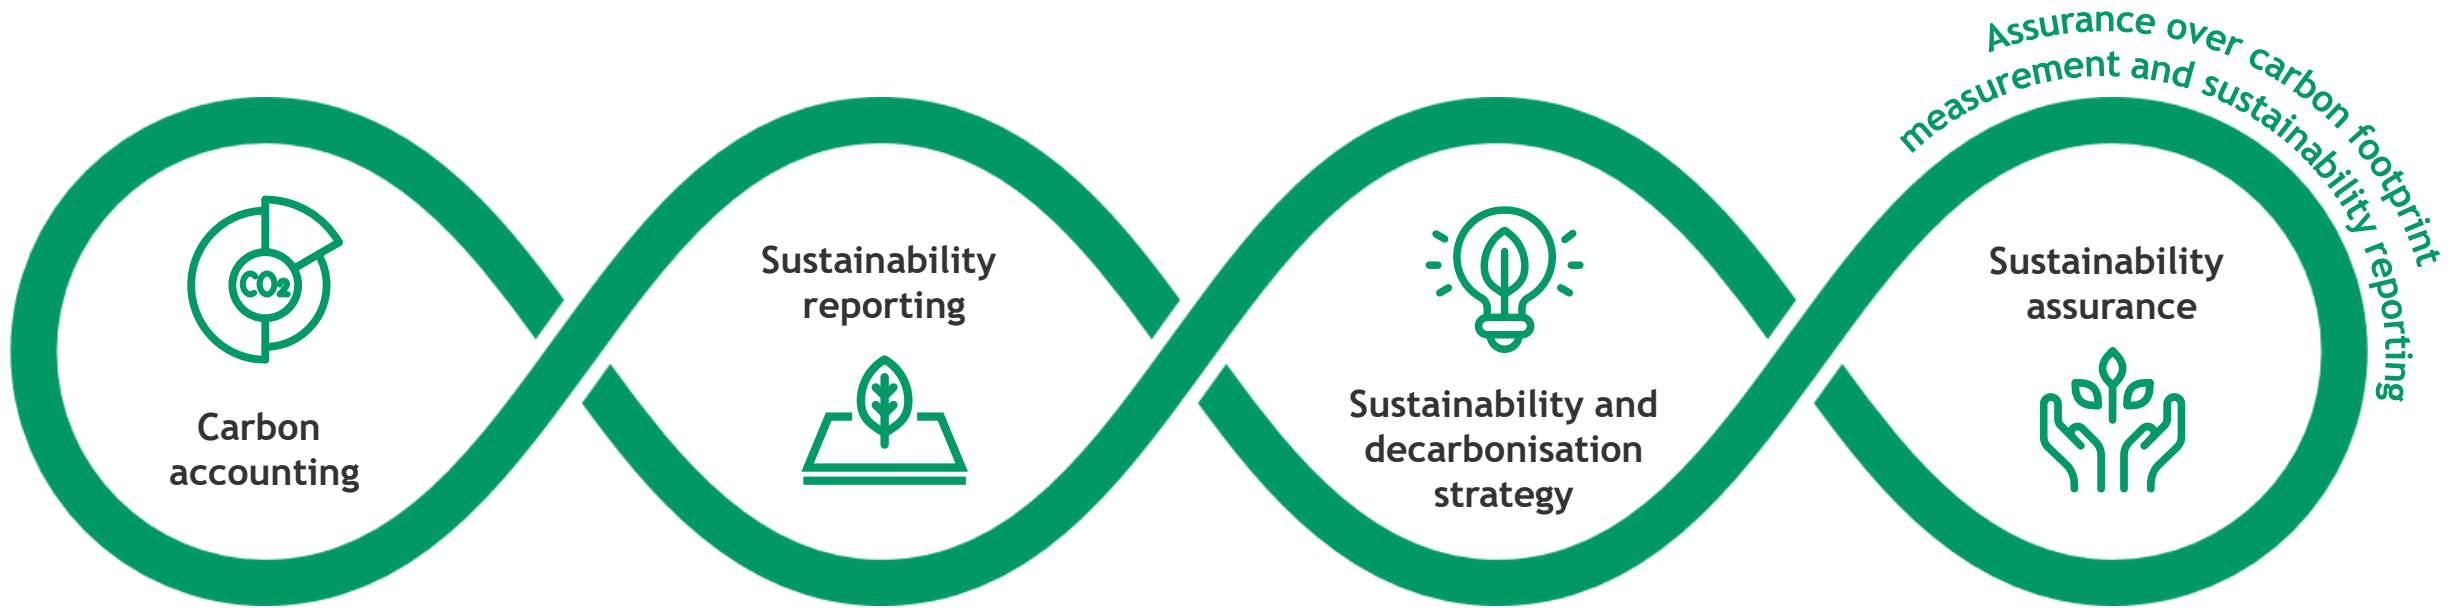 Carbon
accounting
CO2
Sustainability
reporting
Sustainability and
decarbonisation
strategy
Sustainability
assurance
Assurance over carbon footprint
measurement and sustainability reporting